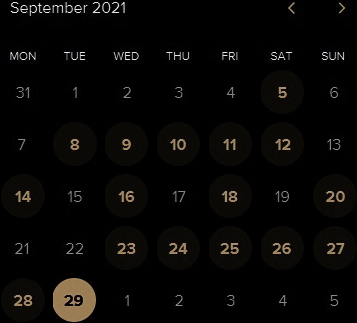 September 2021
MON TUE WED THU FRI SAT SUN
31 1 2 3 4 5 6
7 8 9 10 11 12 13
14 15 16 17 18 19 20
21 22 23 24 25 26 27
28 29 1 2 3 4 5